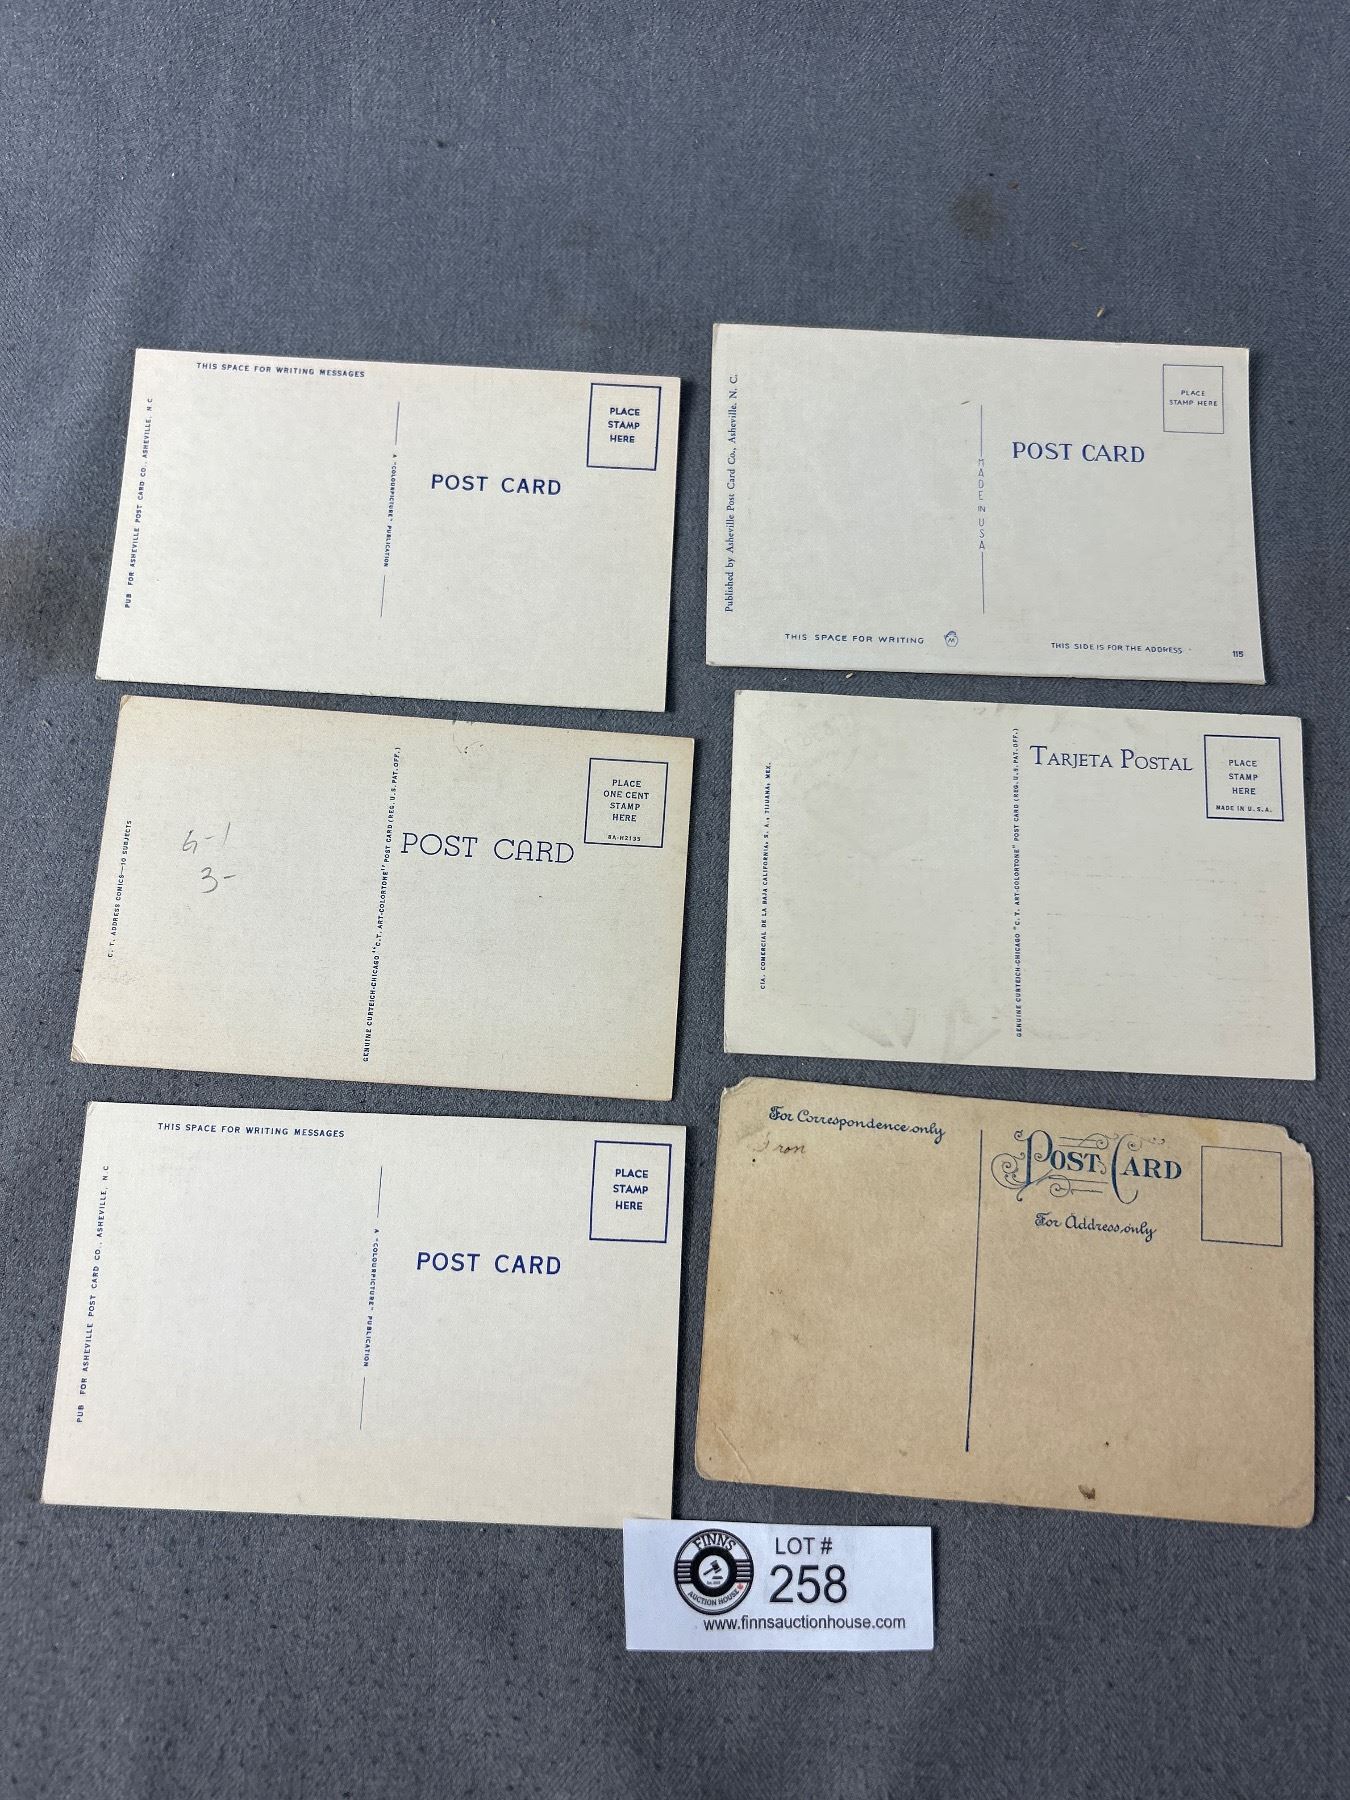 THIS SPACE FOR WRITING MESSAGES
PUB FOR ASHEVILLE POST CARD CO., ASHEVILLE, N.C
A "COLOURPICTURE" PUBLICATION
POST CARD
PLACE
STAMP
HERE
Published by Asheville Post Card Co., Asheville, N. C.
MADE IN USA
POST CARD
PLACE
STAMP HERE
THIS SPACE FOR WRITING
M
THIS SIDE IS FOR THE ADDRESS
115
C. T. ADDRESS COMICS—10 SUBJECTS
3-
GENUINE CURTEICH-CHICAGO "C. T. ART-COLORTONE" POST CARD (REG. U. S. PAT. OFF.)
POST CARD
PLACE
ONE CENT
STAMP
HERE
8A-H2135
CIA. COMERCIAL DE LA BAJA CALIFORNIA, S. A., TIJUANA, MEX.
GENUINE CURTEICH-CHICAGO "C. T. ART-COLORTONE" POST CARD (REG. U. S. PAT. OFF.)
TARJETA POSTAL
PLACE
STAMP
HERE
MADE IN U. S. A.
THIS SPACE FOR WRITING MESSAGES
PUB FOR ASHEVILLE POST CARD CO., ASHEVILLE, N.C
A "COLOURPICTURE" PUBLICATION
POST CARD
PLACE
STAMP
HERE
For Correspondence only
POST CARD
For Address only
FINNS
AUCTION HOUSE
LOT #
258
www.finnsauctionhouse.com